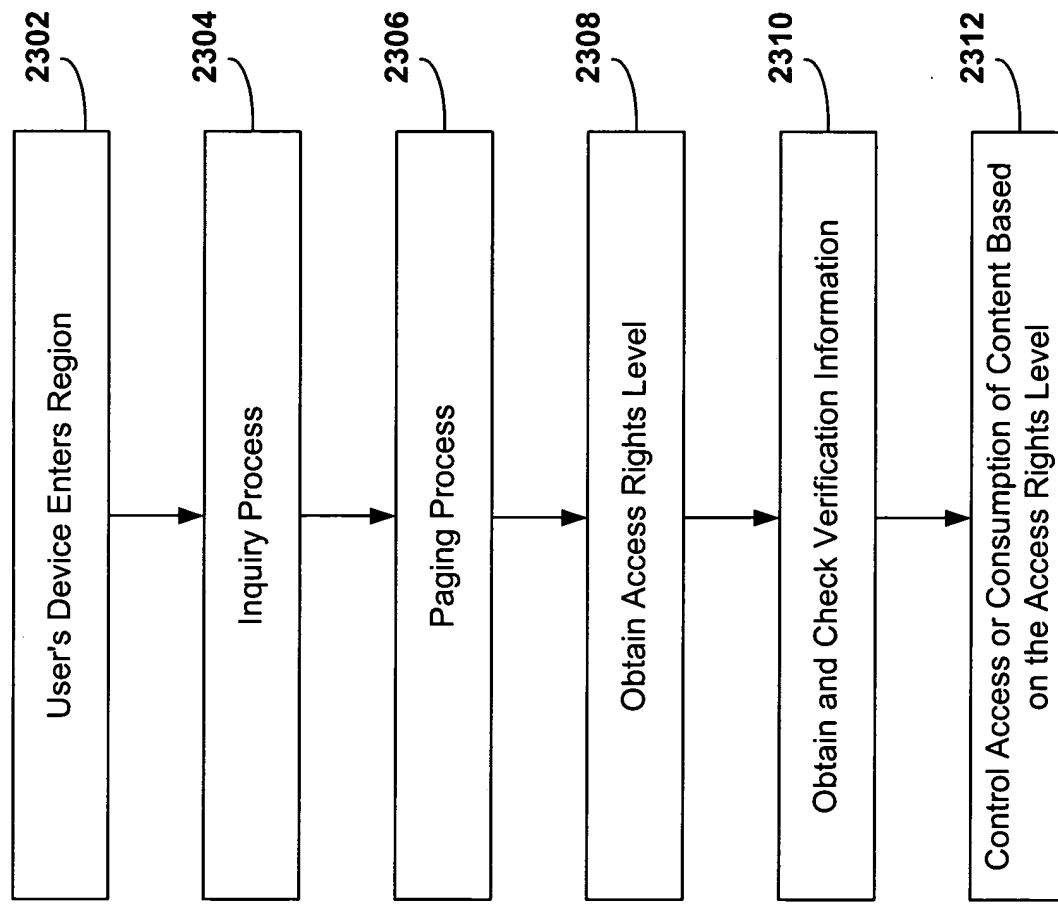 2302
User's Device Enters Region
2304
Inquiry Process
2306
Paging Process
2308
Obtain Access Rights Level
2310
Obtain and Check Verification Information
2312
Control Access or Consumption of Content Based
on the Access Rights Level